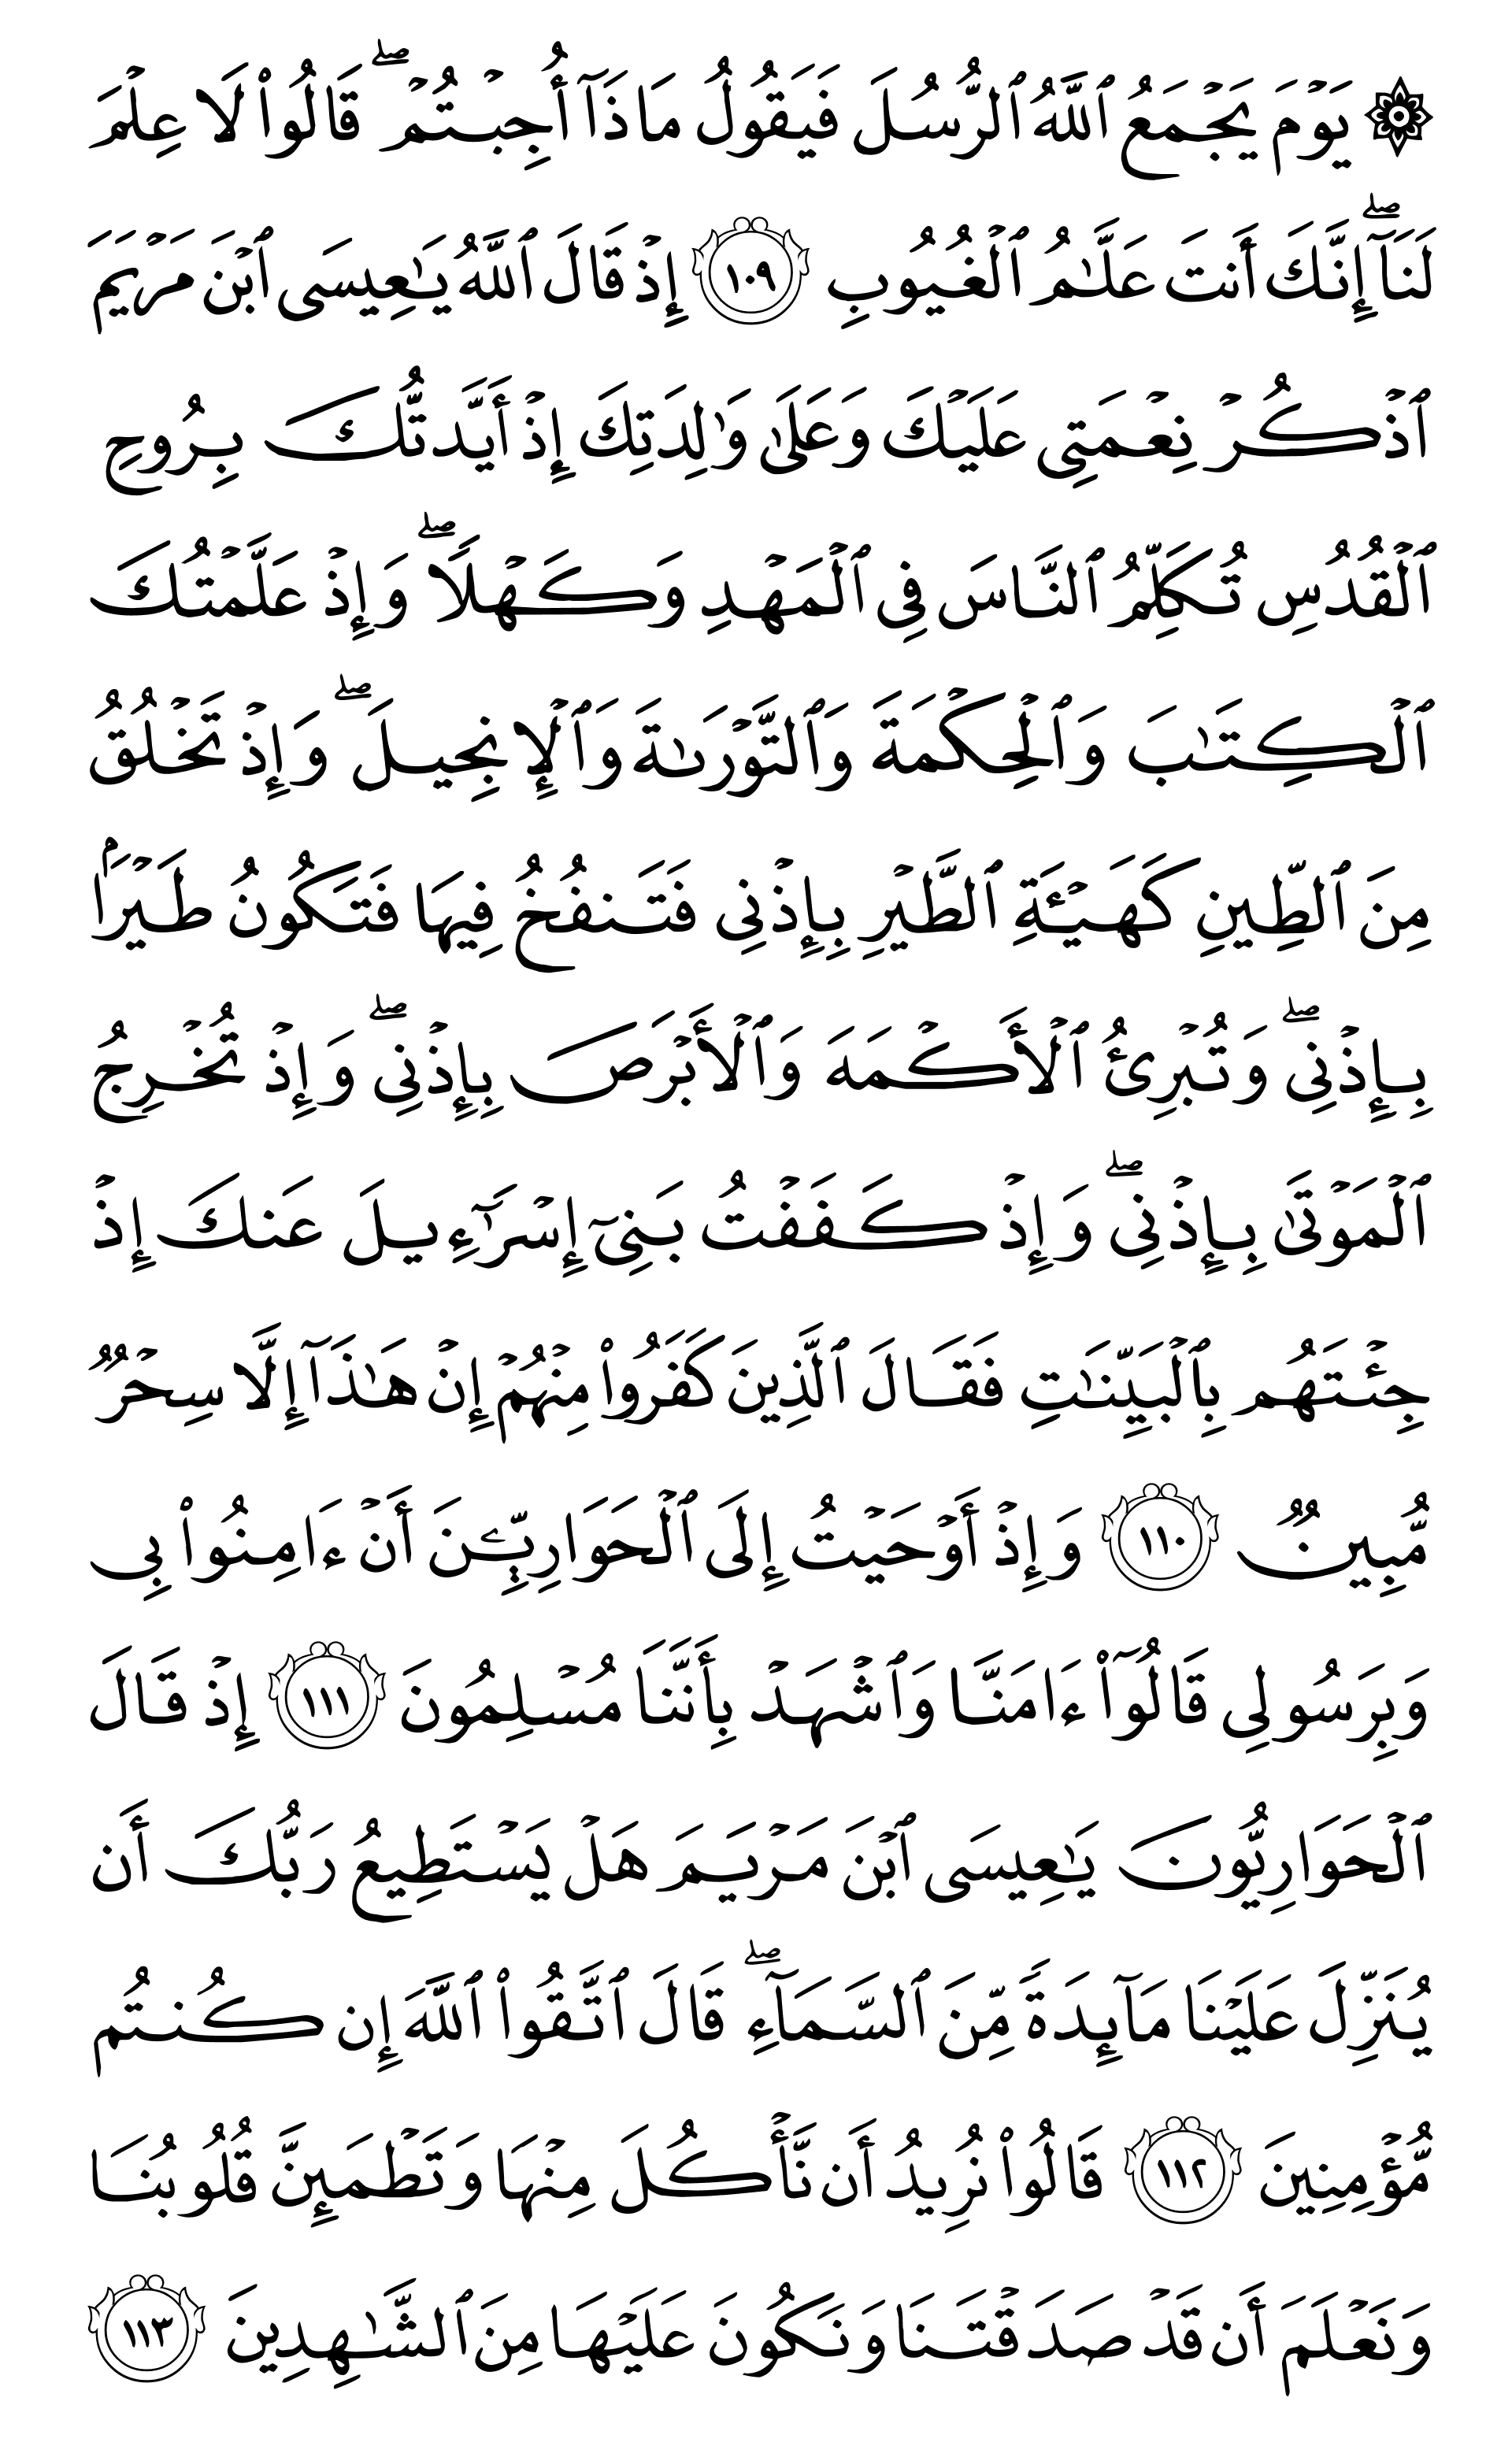 ۞ يَوۡمَ يَجۡمَعُ ٱللَّهُ ٱلرُّسُلَ فَيَقُولُ مَاذَآ أُجِبۡتُمۡۖ قَالُواْ لَا عِلۡمَ
لَنَآۖ إِنَّكَ أَنتَ عَلَّٰمُ ٱلۡغُيُوبِ ١٠٩ إِذۡ قَالَ ٱللَّهُ يَٰعِيسَى ٱبۡنَ مَرۡيَمَ
ٱذۡكُرۡ نِعۡمَتِي عَلَيۡكَ وَعَلَىٰ وَٰلِدَتِكَ إِذۡ أَيَّدتُّكَ بِرُوحِ
ٱلۡقُدُسِ تُكَلِّمُ ٱلنَّاسَ فِي ٱلۡمَهۡدِ وَكَهۡلٗاۖ وَإِذۡ عَلَّمۡتُكَ
ٱلۡكِتَٰبَ وَٱلۡحِكۡمَةَ وَٱلتَّوۡرَىٰةَ وَٱلۡإِنجِيلَۖ وَإِذۡ تَخۡلُقُ
مِنَ ٱلطِّينِ كَهَيۡـَٔةِ ٱلطَّيۡرِ بِإِذۡنِي فَتَنفُخُ فِيهَا فَتَكُونُ طَيۡرَۢا
بِإِذۡنِيۖ وَتُبۡرِئُ ٱلۡأَكۡمَهَ وَٱلۡأَبۡرَصَ بِإِذۡنِيۖ وَإِذۡ تُخۡرِجُ
ٱلۡمَوۡتَىٰ بِإِذۡنِيۖ وَإِذۡ كَفَفۡتُ بَنِيٓ إِسۡرَٰٓءِيلَ عَنكَ إِذۡ
جِئۡتَهُم بِٱلۡبَيِّنَٰتِ فَقَالَ ٱلَّذِينَ كَفَرُواْ مِنۡهُمۡ إِنۡ هَٰذَآ إِلَّا سِحۡرٞ
مُّبِينٞ ١١٠ وَإِذۡ أَوۡحَيۡتُ إِلَى ٱلۡحَوَارِيِّـۧنَ أَنۡ ءَامِنُواْ بِي
وَبِرَسُولِي قَالُوٓاْ ءَامَنَّا وَٱشۡهَدۡ بِأَنَّنَا مُسۡلِمُونَ ١١١ إِذۡ قَالَ
ٱلۡحَوَارِيُّونَ يَٰعِيسَى ٱبۡنَ مَرۡيَمَ هَلۡ يَسۡتَطِيعُ رَبُّكَ أَن
يُنَزِّلَ عَلَيۡنَا مَآئِدَةٗ مِّنَ ٱلسَّمَآءِۖ قَالَ ٱتَّقُواْ ٱللَّهَ إِن كُنتُم
مُّؤۡمِنِينَ ١١٢ قَالُواْ نُرِيدُ أَن نَّأۡكُلَ مِنۡهَا وَتَطۡمَئِنَّ قُلُوبُنَا
وَنَعۡلَمَ أَن قَدۡ صَدَقۡتَنَا وَنَكُونَ عَلَيۡهَا مِنَ ٱلشَّٰهِدِينَ ١١٣